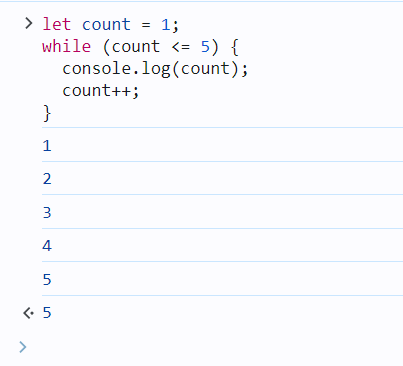 let count = 1;
while (count <= 5) {
  console.log(count);
  count++;
}
1
2
3
4
5
5